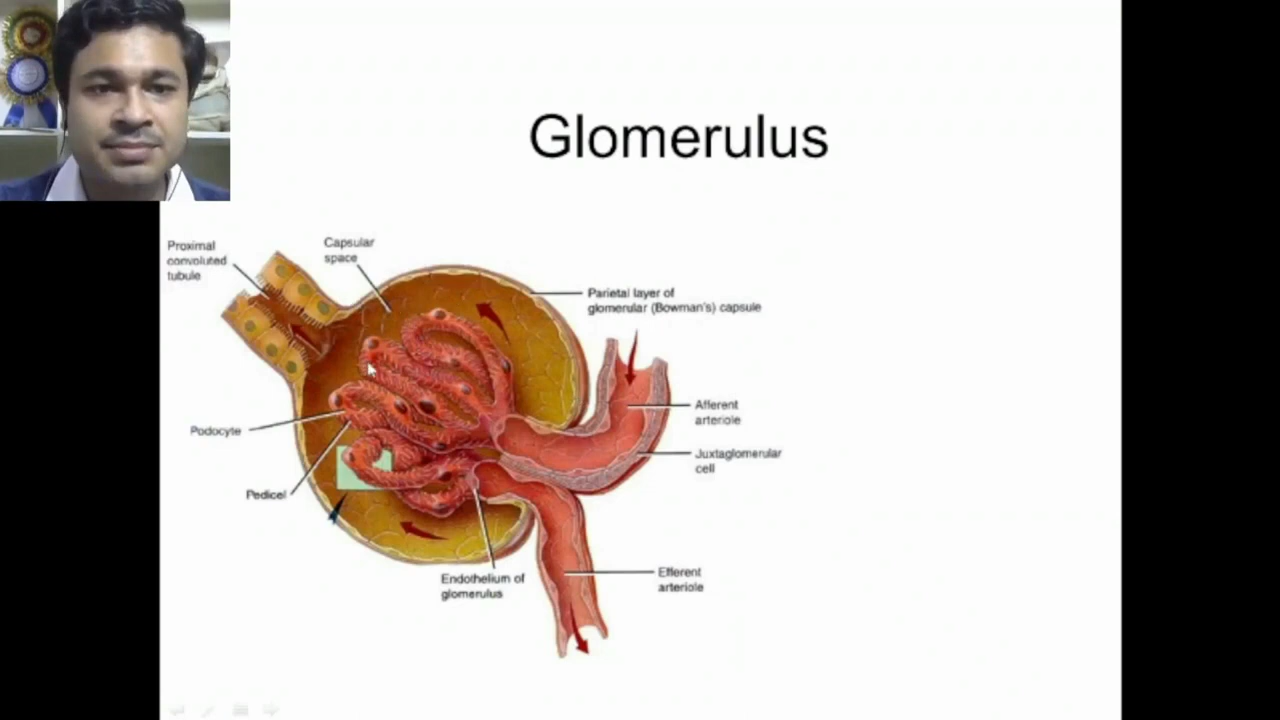 Glomerulus
Proximal
convoluted
tubule
Capsular
space
Parietal layer of
glomerular (Bowman's) capsule
Afferent
arteriole
Juxtaglomerular
cell
Podocyte
Pedicel
Endothelium of
glomerulus
Efferent
arteriole